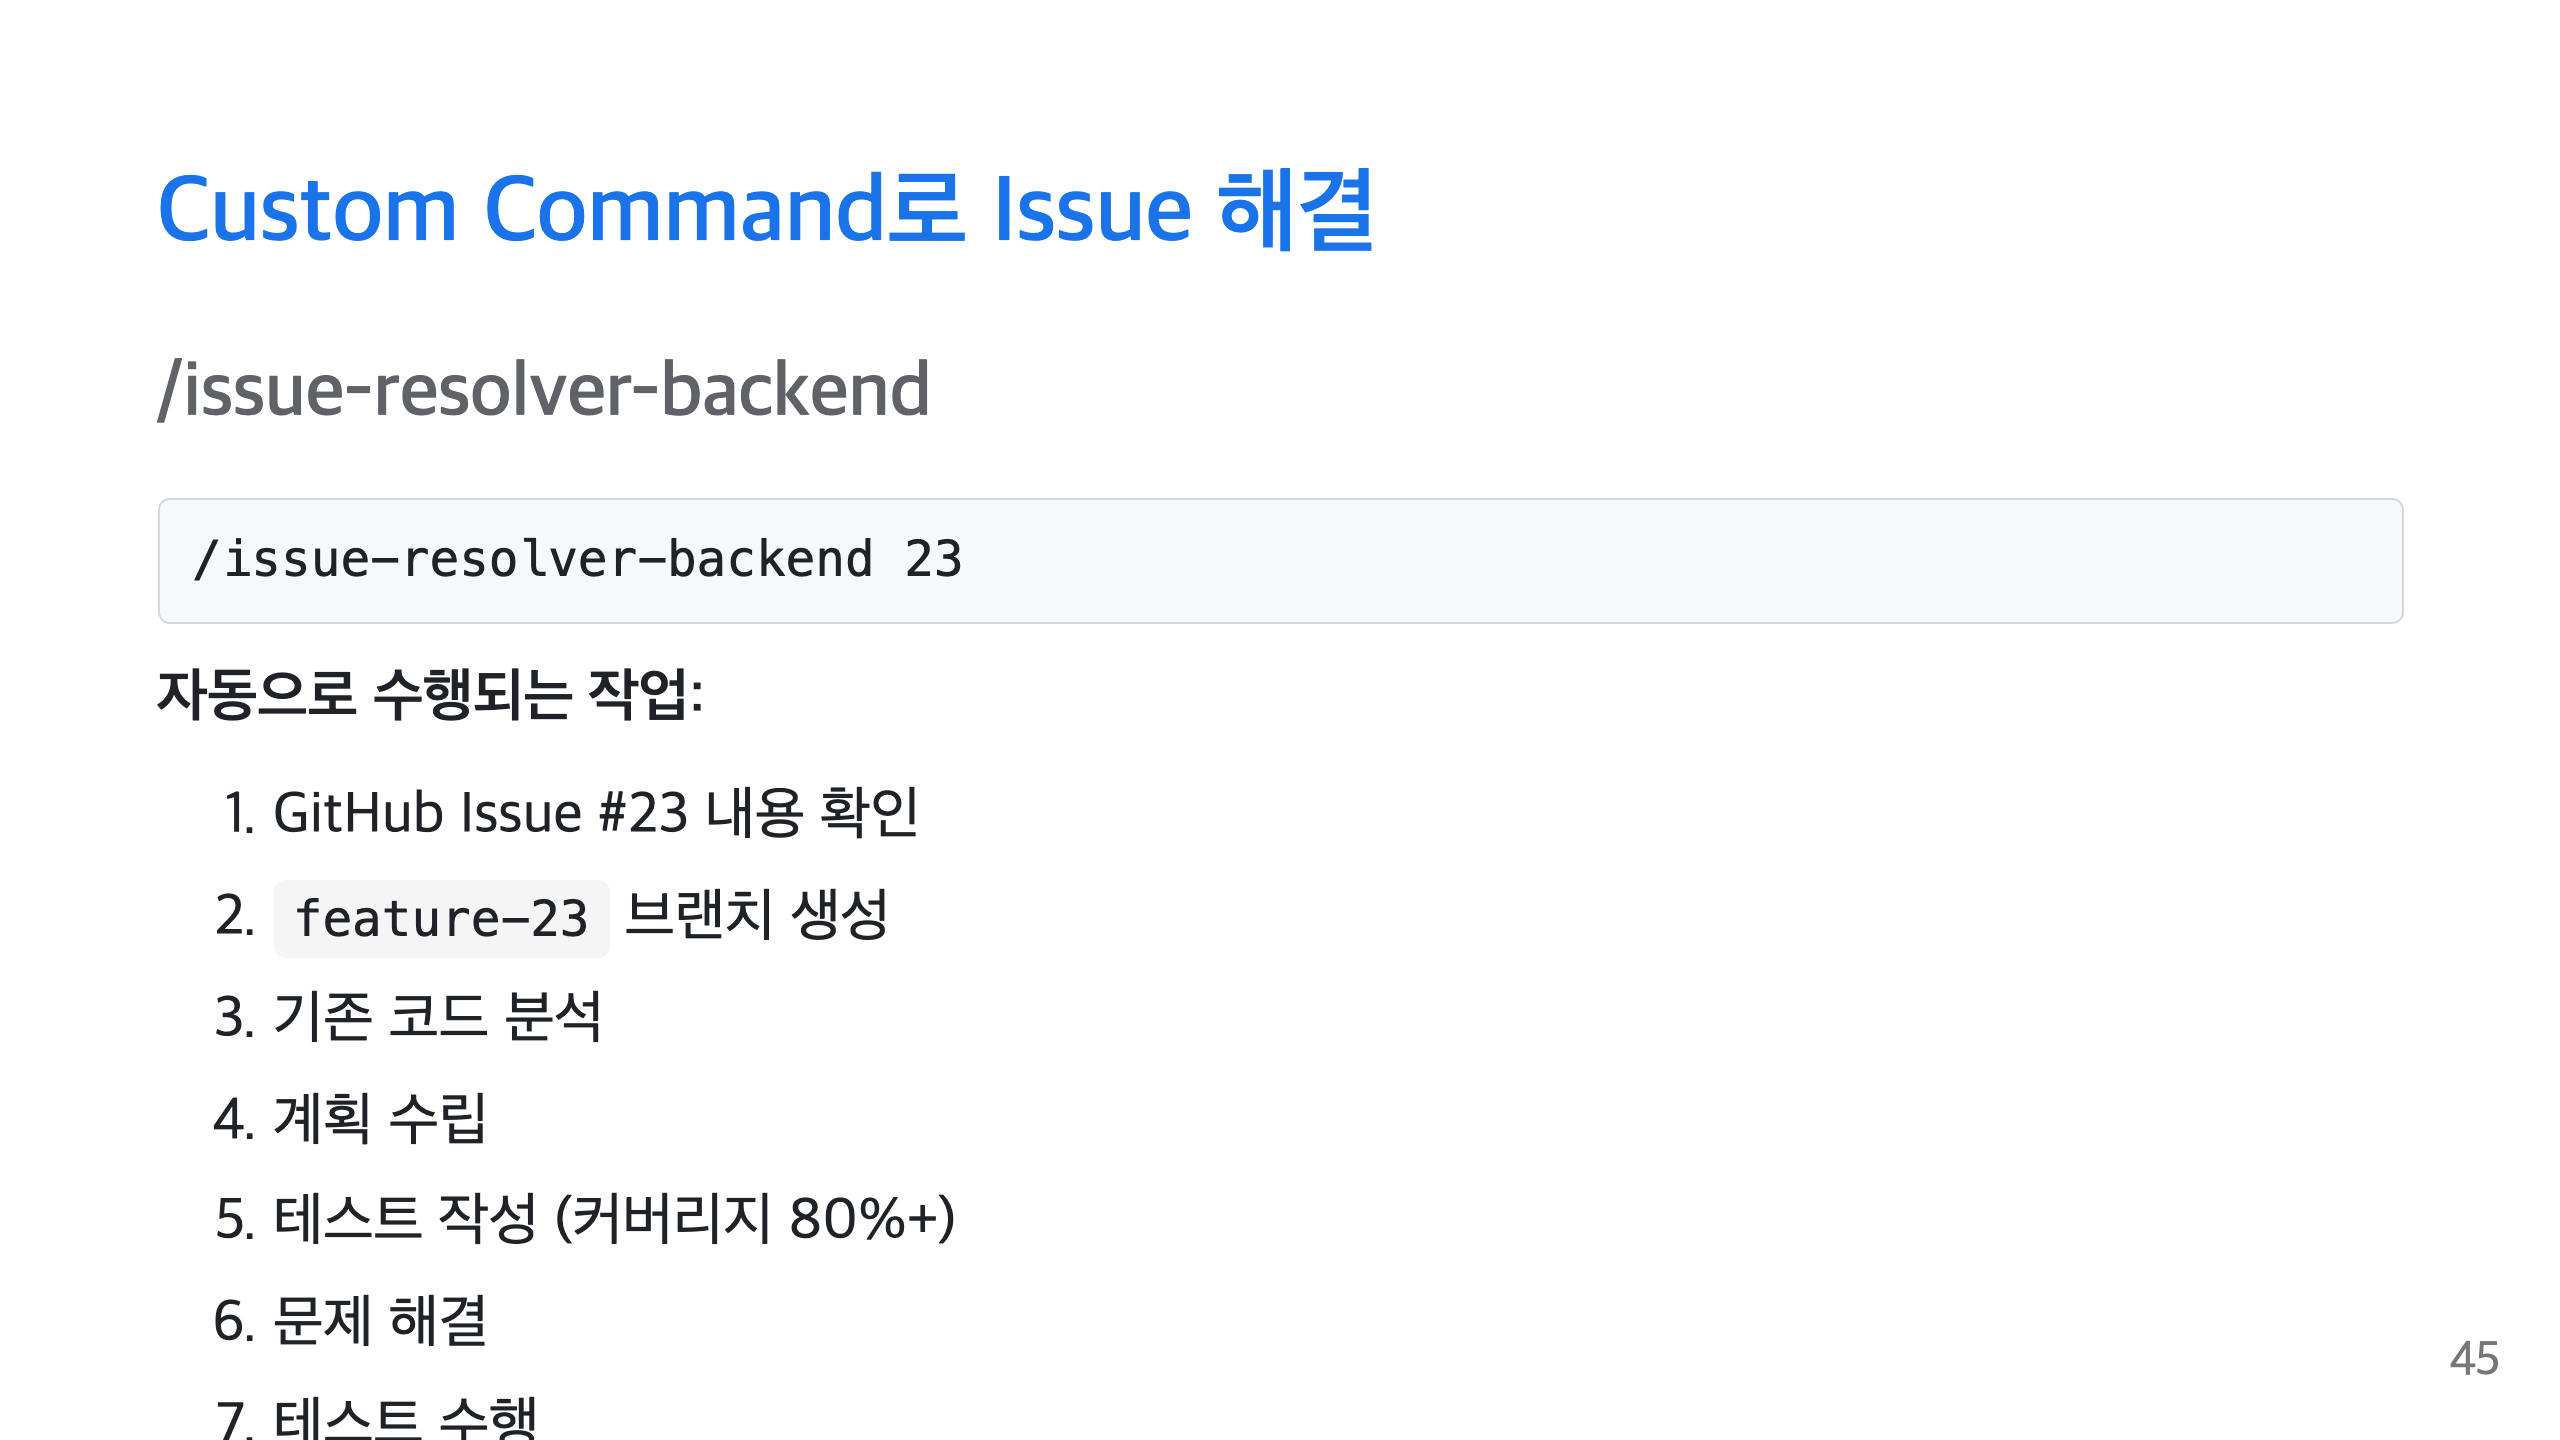 Custom Command로 Issue 해결
/issue-resolver-backend
/issue-resolver-backend 23
자동으로 수행되는 작업:
1. GitHub Issue #23 내용 확인
2. feature-23 브랜치 생성
3. 기존 코드 분석
4. 계획 수립
5. 테스트 작성 (커버리지 80%+)
6. 문제 해결
7. 테스트 수행
45